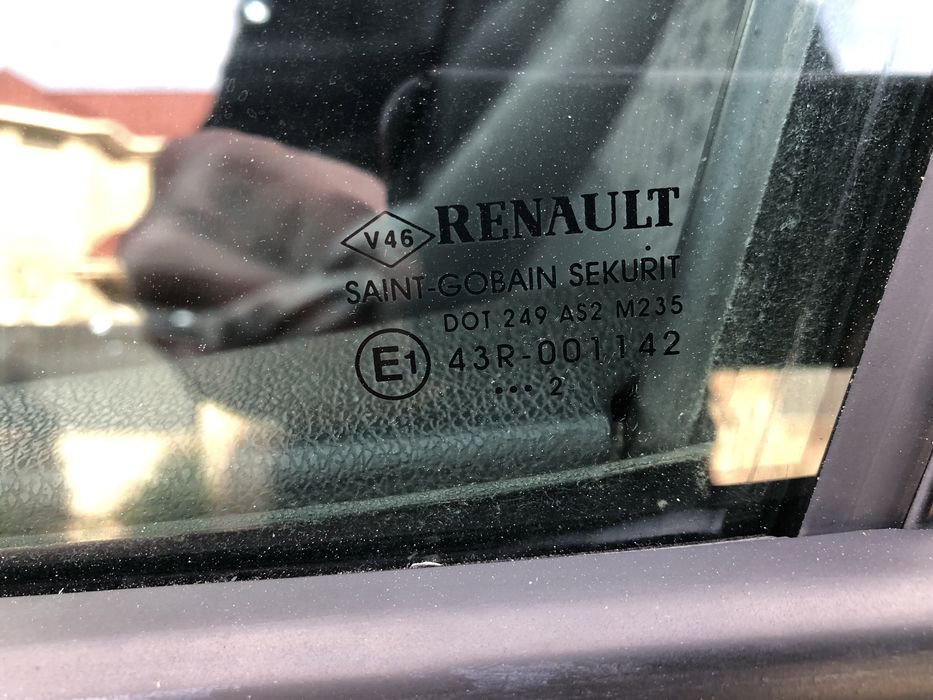 V46 RENAULT
SAINT-GOBAIN SEKURIT
DOT 249 AS2 M235
E1 43R-001142
••• 2